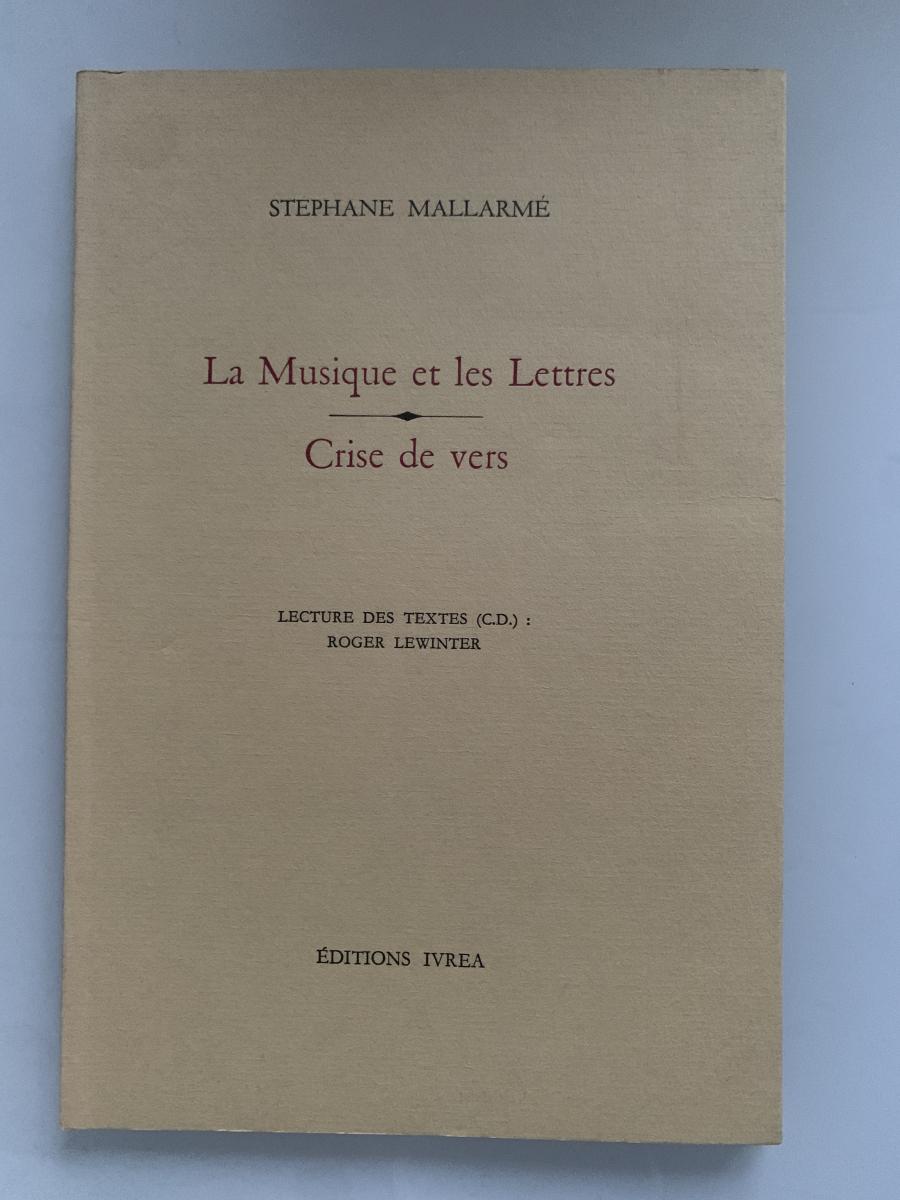 STEPHANE MALLARMÉ
La Musique et les Lettres
Crise de vers
LECTURE DES TEXTES (C.D.) :
ROGER LEWINTER
ÉDITIONS IVREA